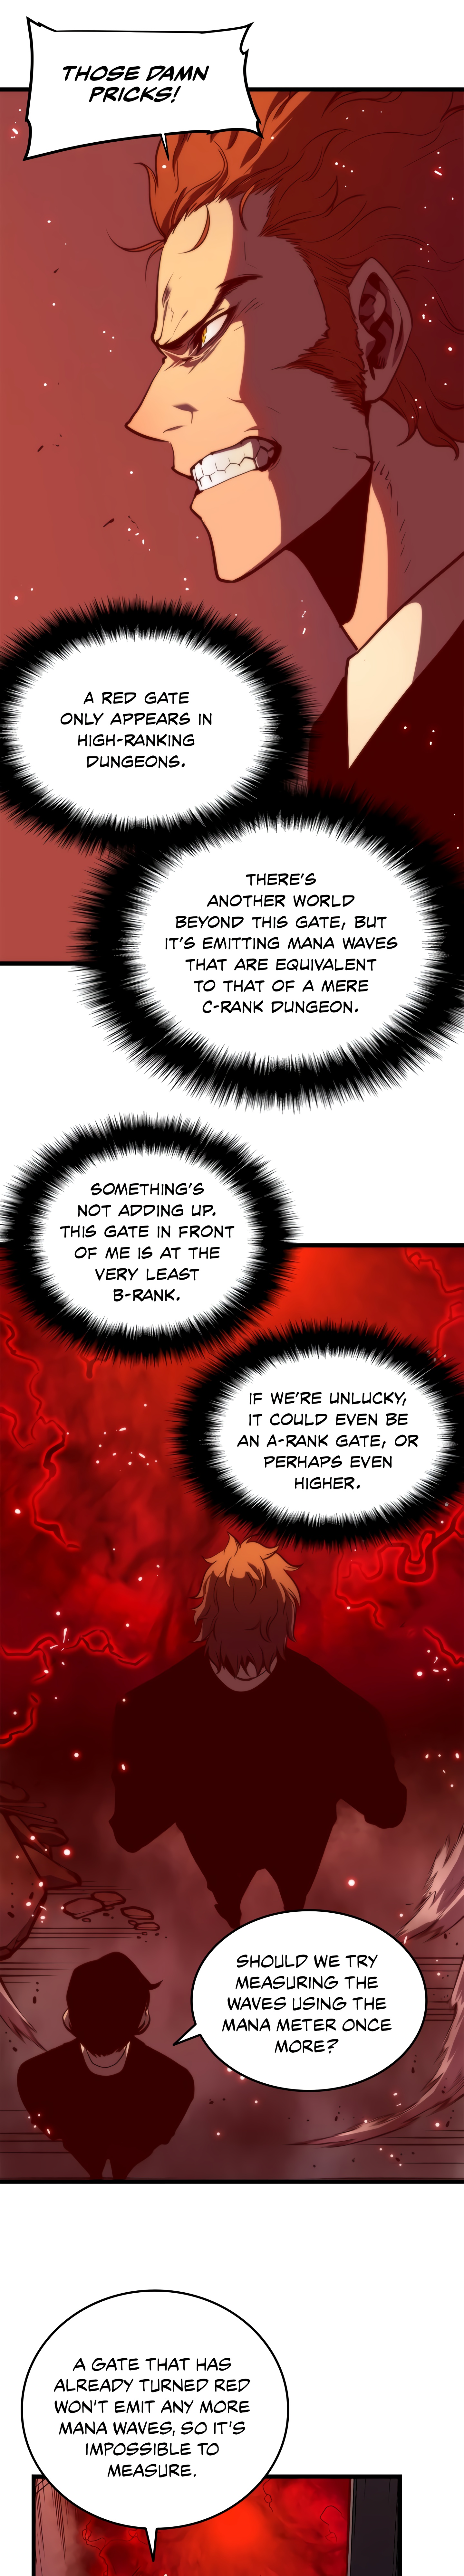 THOSE DAMN
PRICKS!
A RED GATE
ONLY APPEARS IN
HIGH-RANKING
DUNGEONS.
THERE'S
ANOTHER WORLD
BEYOND THIS GATE, BUT
IT'S EMITTING MANA WAVES
THAT ARE EQUIVALENT
TO THAT OF A MERE
C-RANK DUNGEON.
SOMETHING'S
NOT ADDING UP.
THIS GATE IN FRONT
OF ME IS AT THE
VERY LEAST
B-RANK.
IF WE'RE UNLUCKY,
IT COULD EVEN BE
AN A-RANK GATE, OR
PERHAPS EVEN
HIGHER.
SHOULD WE TRY
MEASURING THE
WAVES USING THE
MANA METER ONCE
MORE?
A GATE THAT HAS
ALREADY TURNED RED
WON'T EMIT ANY MORE
MANA WAVES, SO IT'S
IMPOSSIBLE TO
MEASURE.